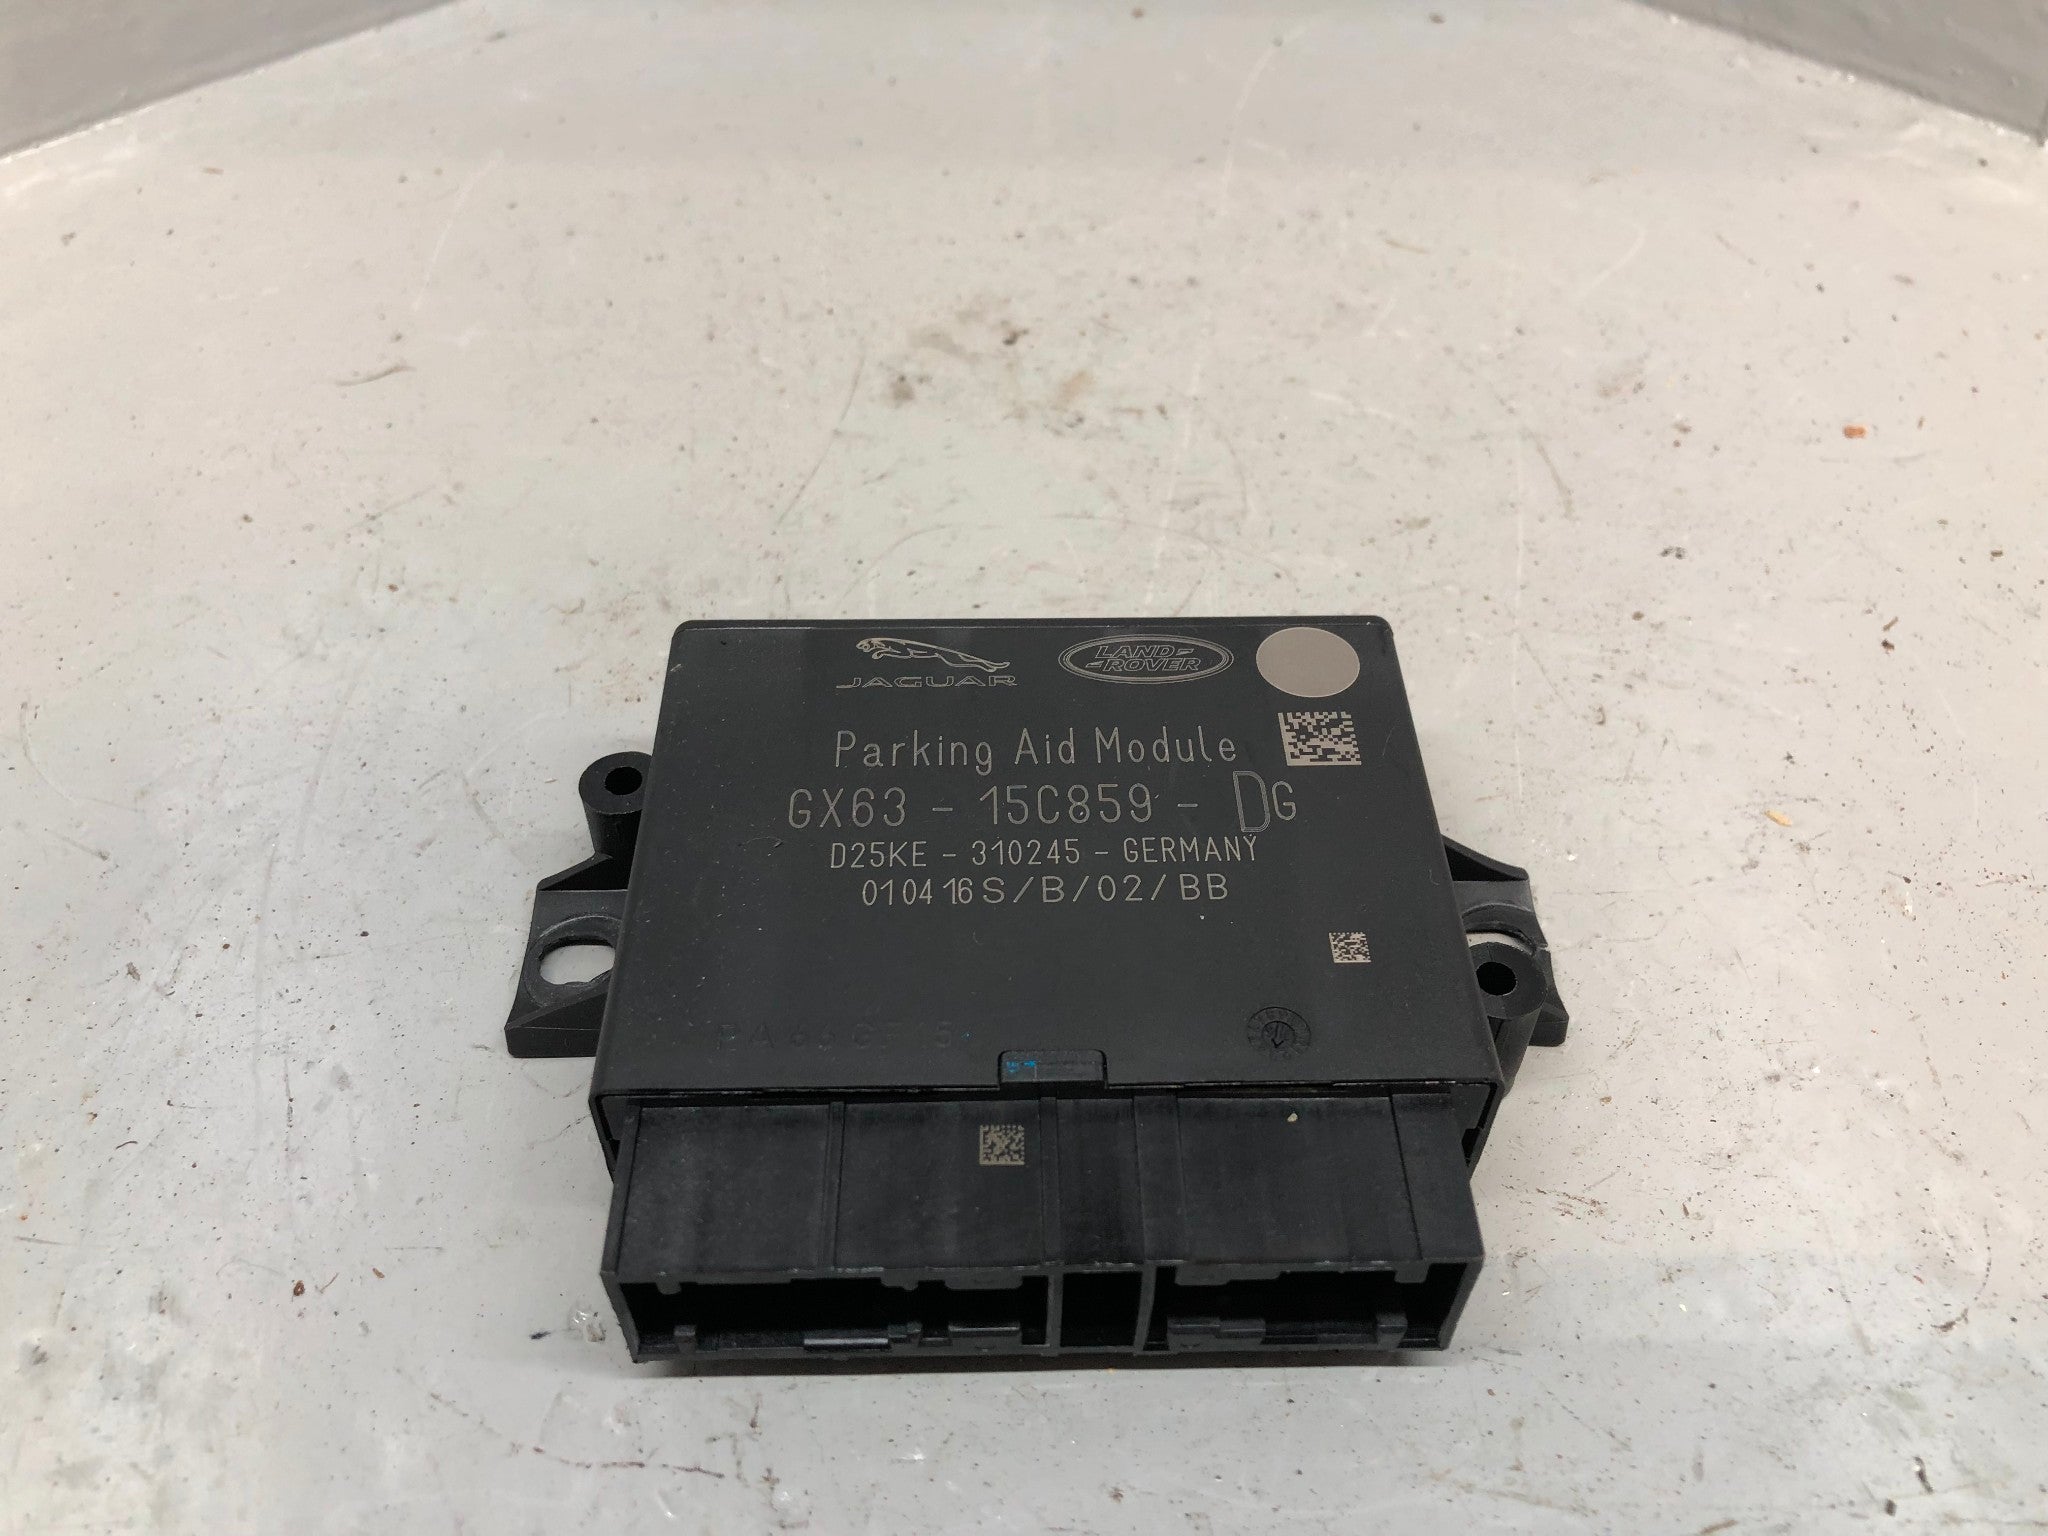 JAGUAR
LAND
ROVER
Parking Aid Module
GX63 - 15C859 - DG
D25KE - 310245 - GERMANY
010416S/B/02/BB